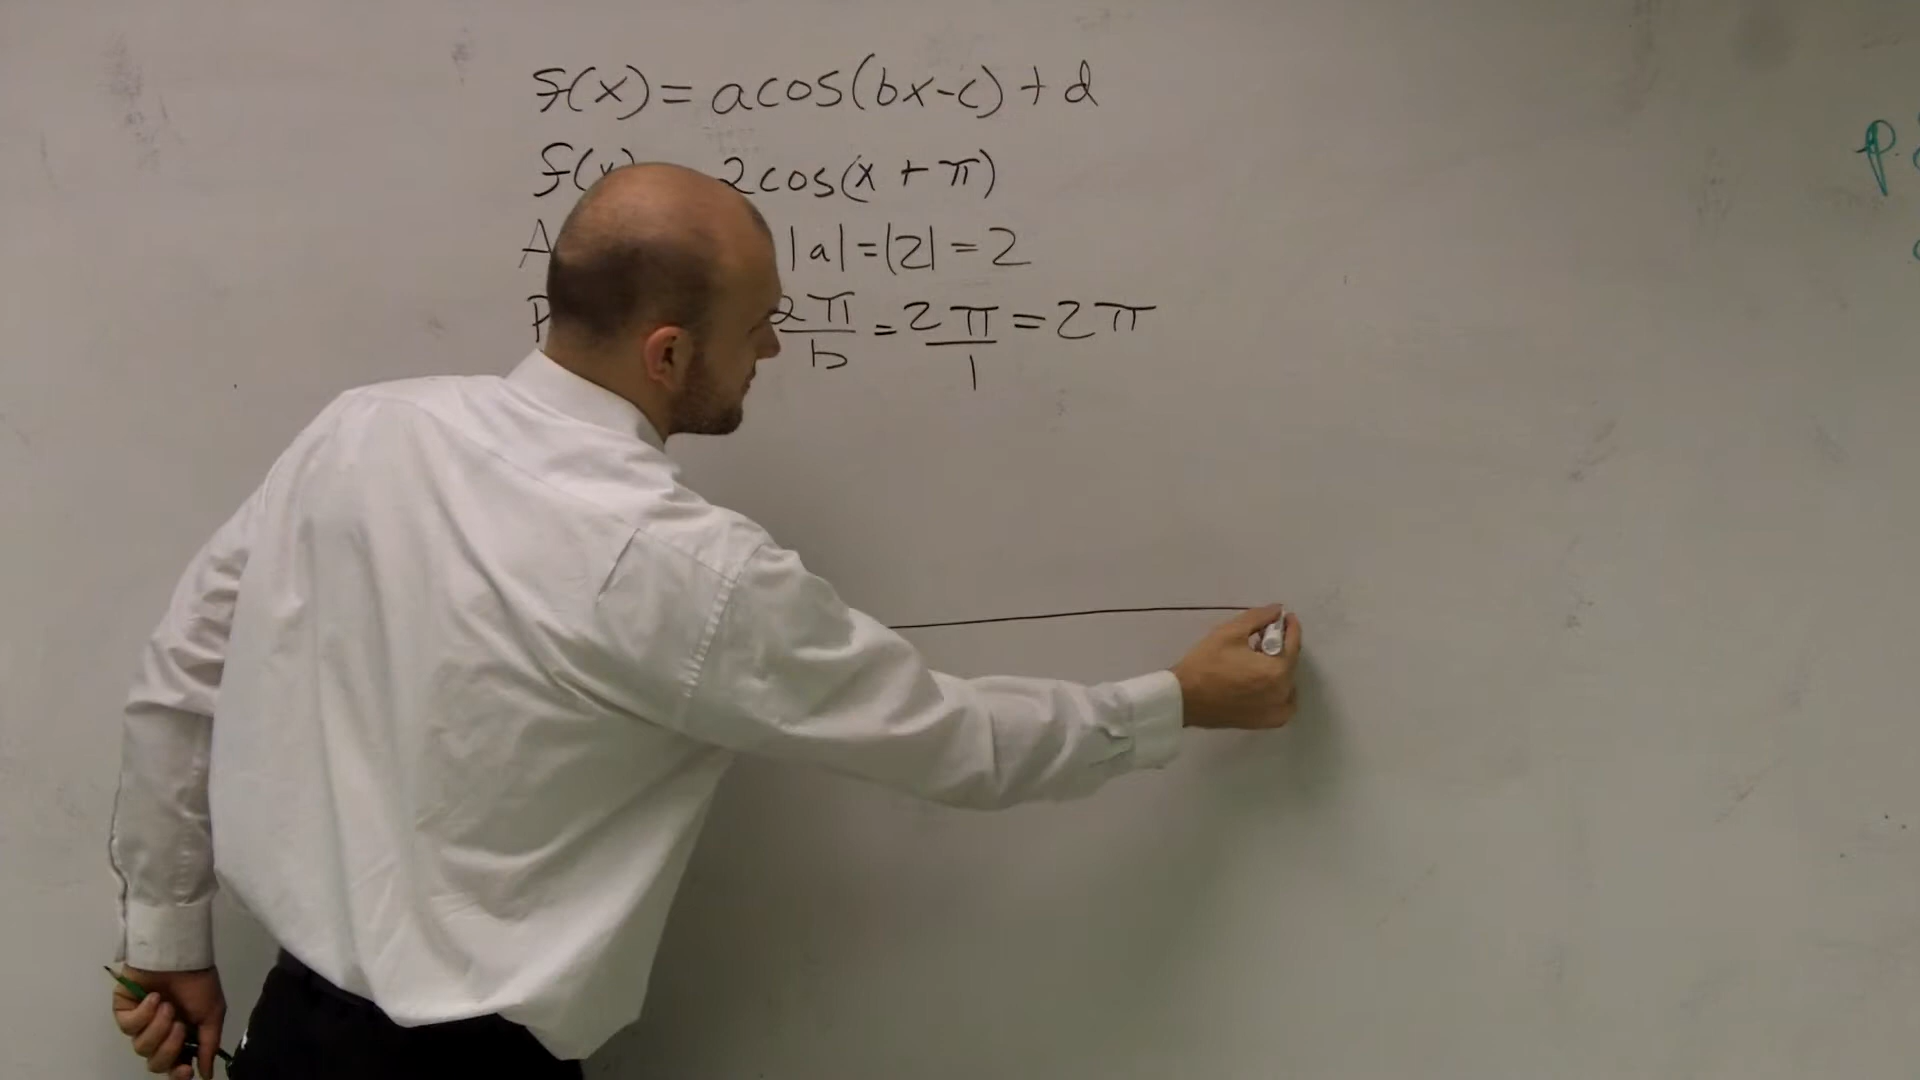 f(x) = acos(bx-c) + d
f(x) 2cos(x + π)
A |a| = |2| = 2
P 2π/b = 2π/1 = 2π
p.